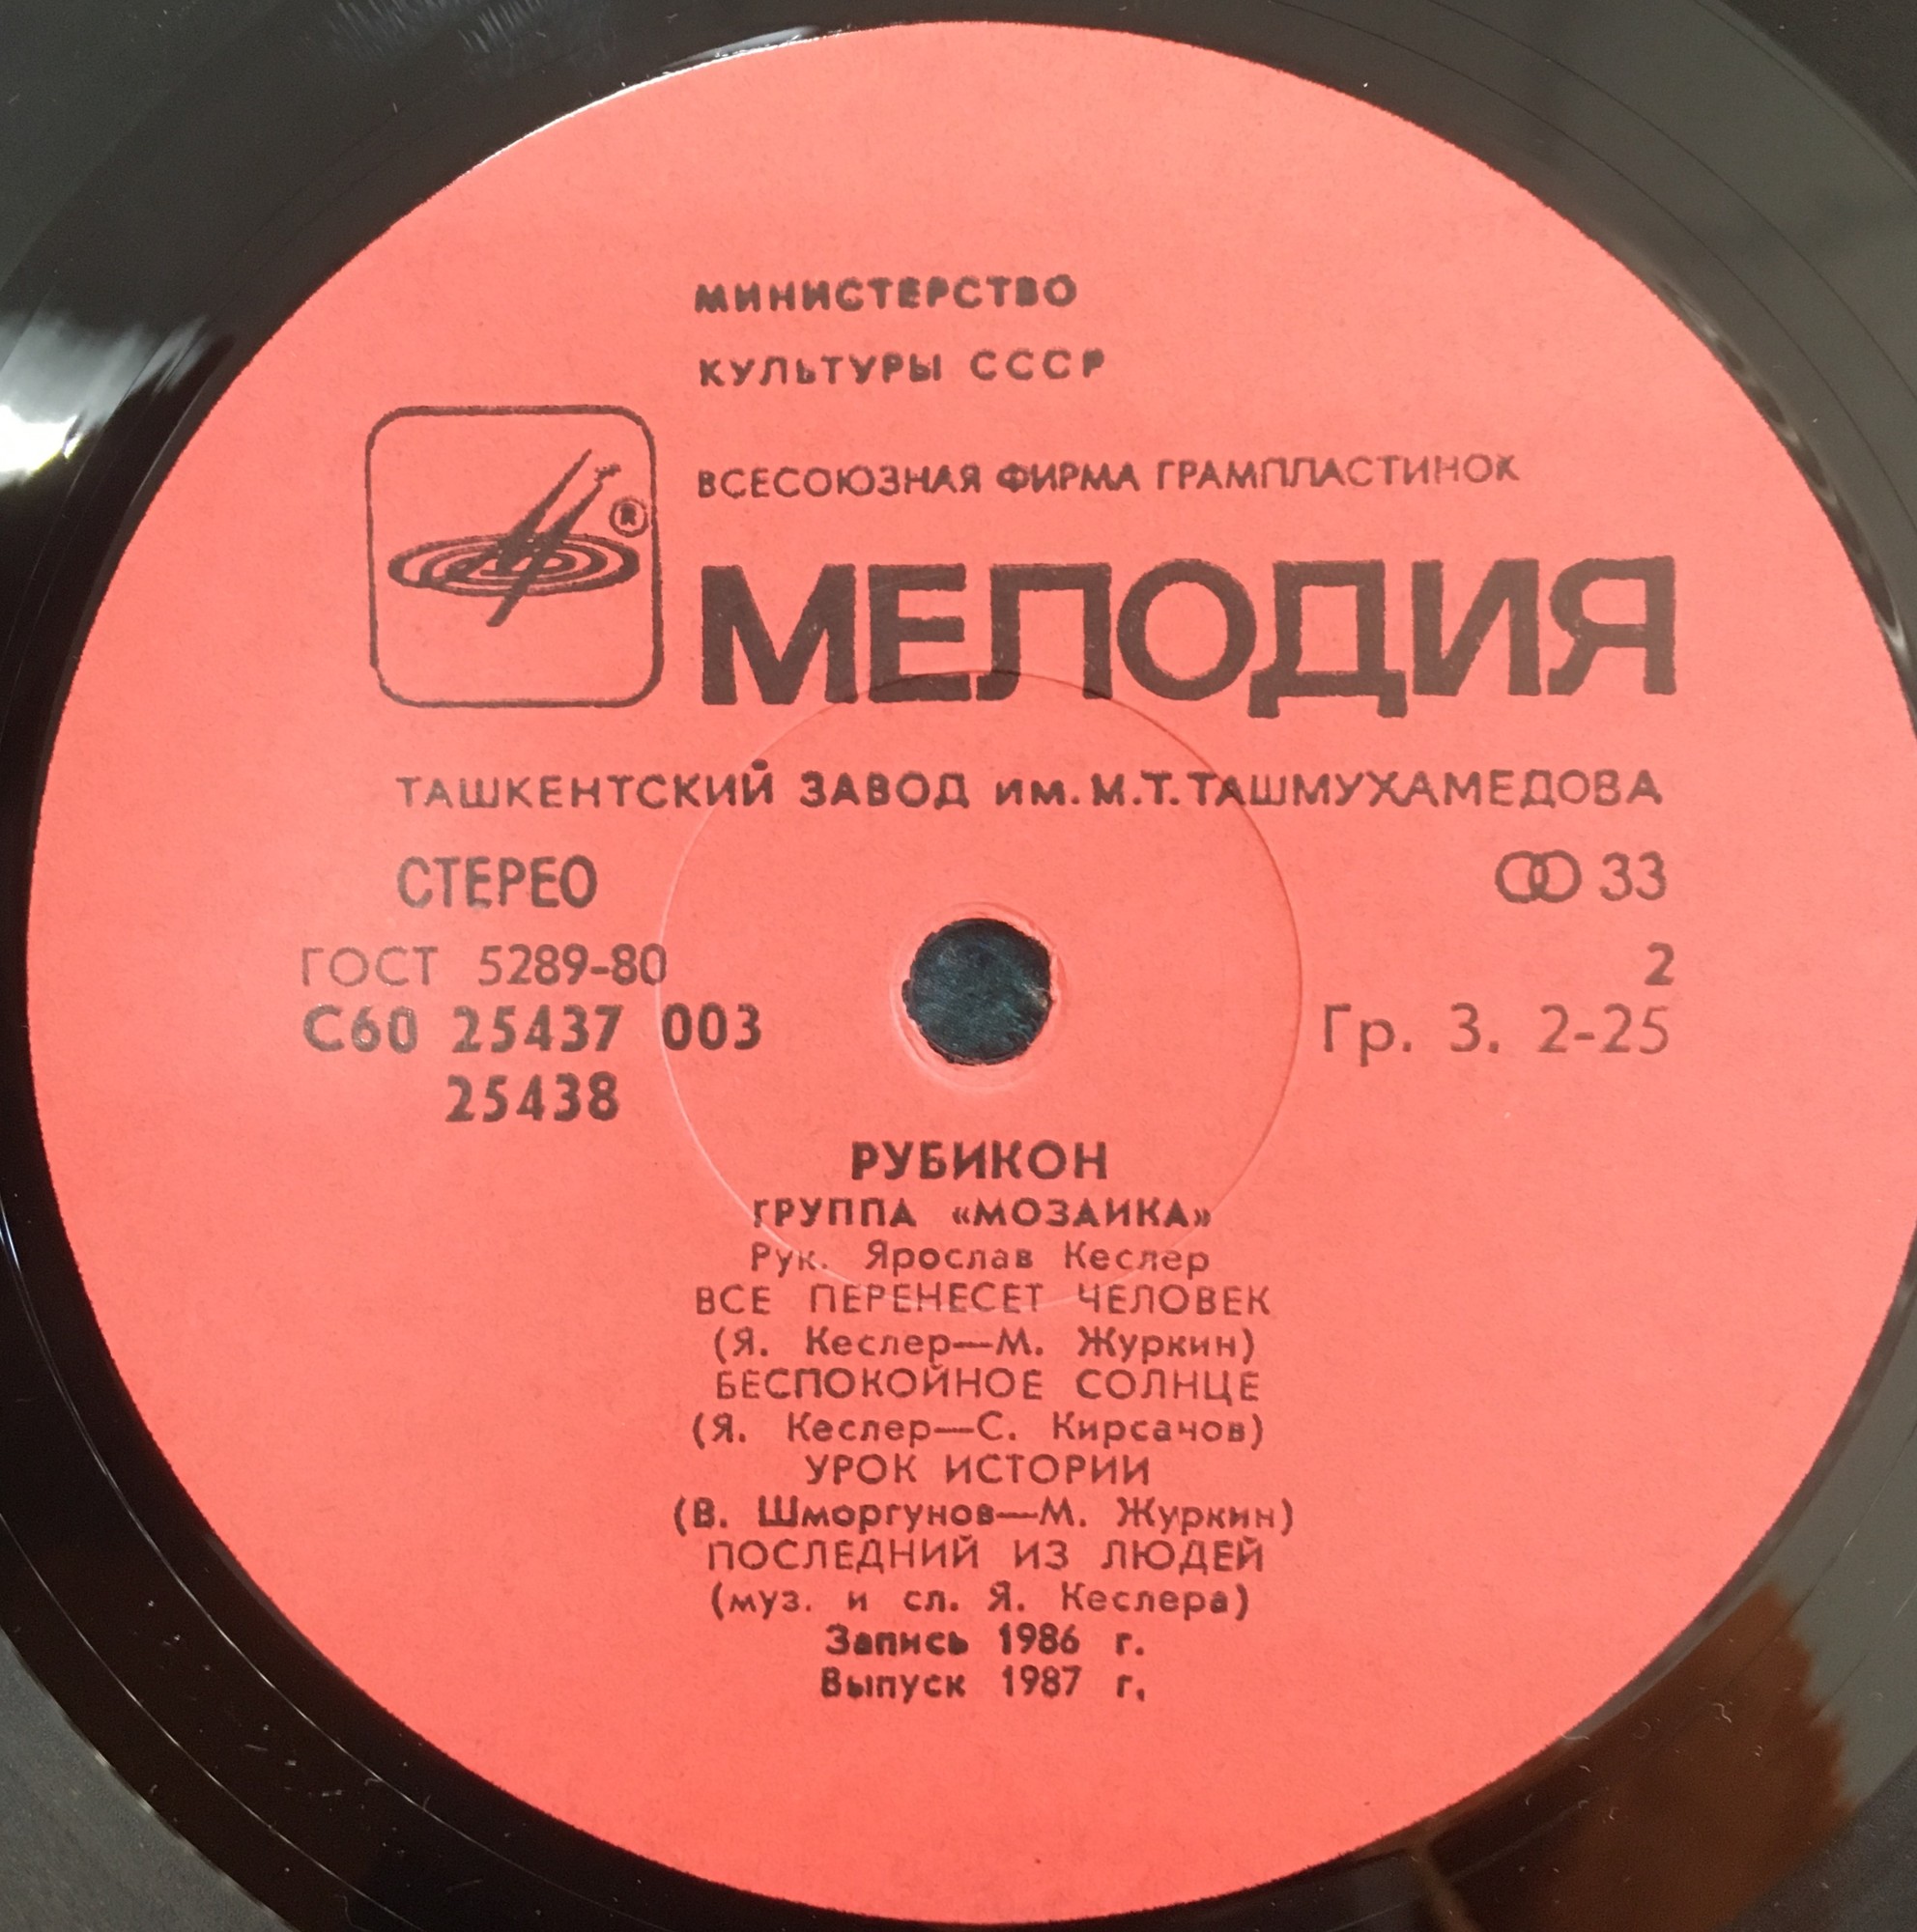 МИНИСТЕРСТВО
КУЛЬТУРЫ СССР
ВСЕСОЮЗНАЯ ФИРМА ГРАМПЛАСТИНОК
®
МЕЛОДИЯ
ТАШКЕНТСКИЙ ЗАВОД им. М.Т. ТАШМУХАМЕДОВА
СТЕРЕО 33
ГОСТ 5289-80 2
С60 25437 003 Гр. 3. 2-25
25438
РУБИКОН
ГРУППА «МОЗАИКА»
Рук. Ярослав Кеслер
ВСЕ ПЕРЕНЕСЕТ ЧЕЛОВЕК
(Я. Кеслер—М. Журкин)
БЕСПОКОЙНОЕ СОЛНЦЕ
(Я. Кеслер—С. Кирсачов)
УРОК ИСТОРИИ
(В. Шморгунов—М. Журкин)
ПОСЛЕДНИЙ ИЗ ЛЮДЕЙ
(муз. и сл. Я. Кеслера)
Запись 1986 г.
Выпуск 1987 г.